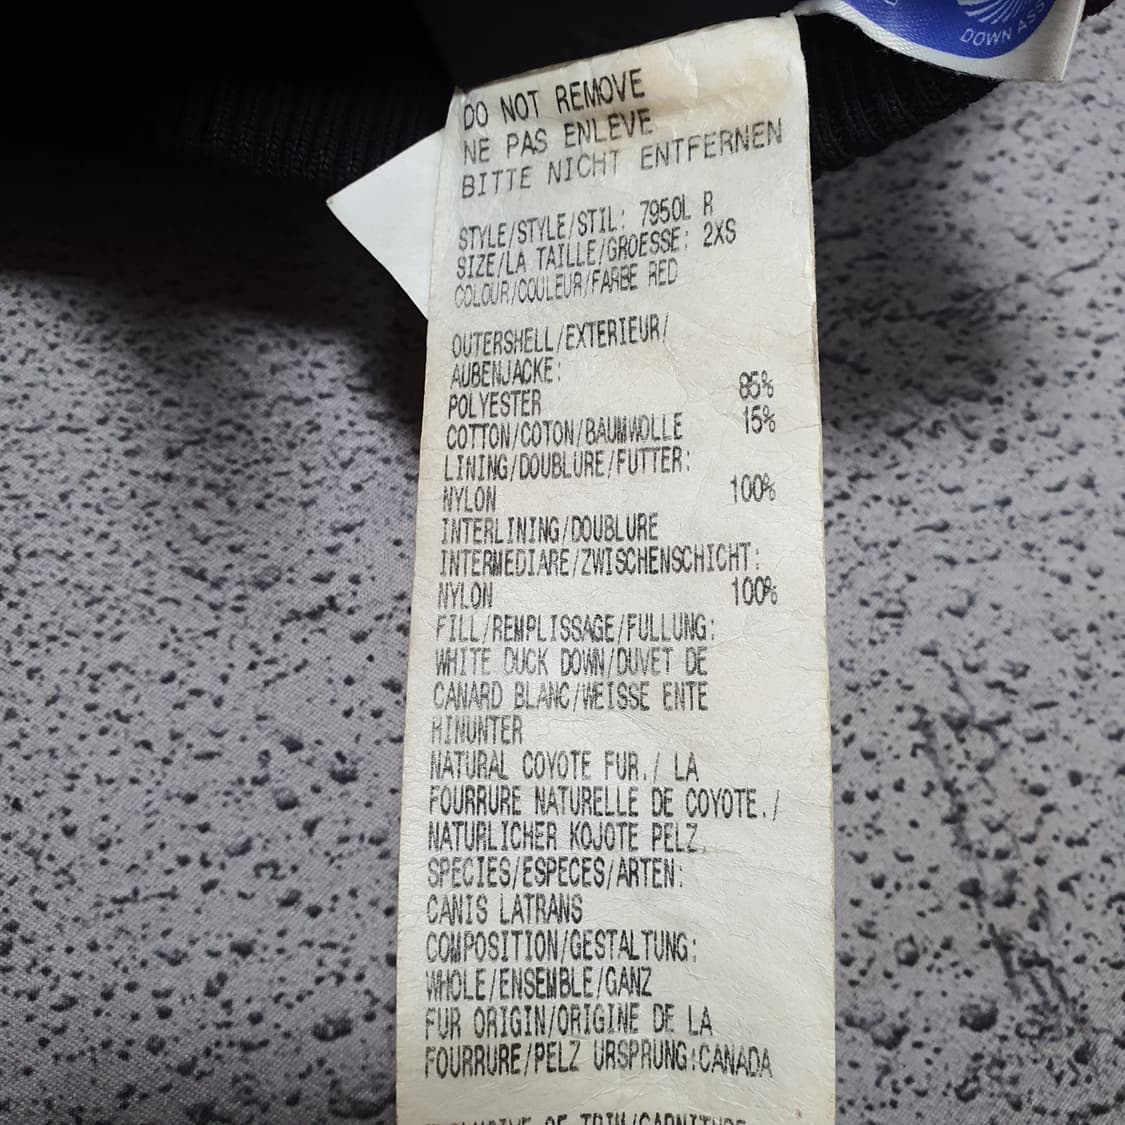 DOWN ASS
DO NOT REMOVE
NE PAS ENLEVE
BITTE NICHT ENTFERNEN
STYLE/STYLE/STIL: 7950L R
SIZE/LA TAILLE/GROESSE: 2XS
COLOUR/COULEUR/FARBE RED
OUTERSHELL/EXTERIEUR/
AUBENJACKE:
POLYESTER 85%
COTTON/COTON/BAUMWOLLE 15%
LINING/DOUBLURE/FUTTER:
NYLON 100%
INTERLINING/DOUBLURE
INTERMEDIARE/ZWISCHENSCHICHT:
NYLON 100%
FILL/REMPLISSAGE/FULLUNG:
WHITE DUCK DOWN/DUVET DE
CANARD BLANC/WEISSE ENTE
HINUNTER
NATURAL COYOTE FUR./ LA
FOURRURE NATURELLE DE COYOTE./
NATURLICHER KOJOTE PELZ.
SPECIES/ESPECES/ARTEN:
CANIS LATRANS
COMPOSITION/GESTALTUNG:
WHOLE/ENSEMBLE/GANZ
FUR ORIGIN/ORIGINE DE LA
FOURRURE/PELZ URSPRUNG:CANADA
OF TRIM/GARNITURE